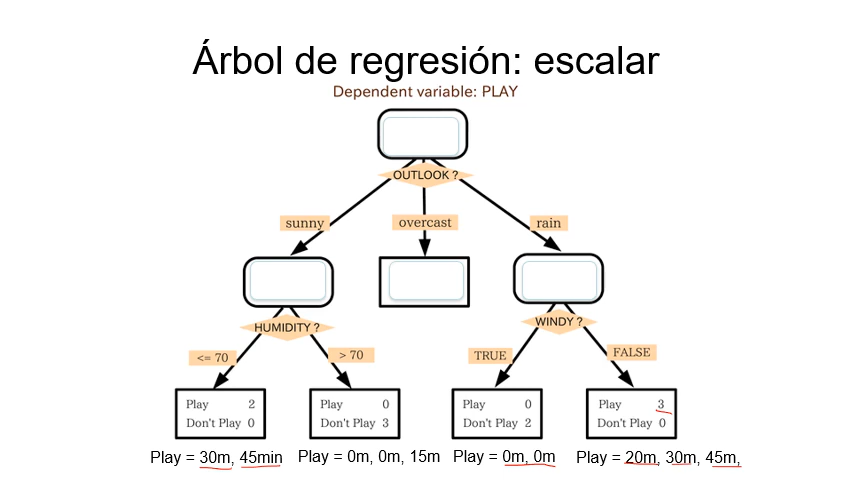 Árbol de regresión: escalar
Dependent variable: PLAY
OUTLOOK ?
sunny
overcast
rain
HUMIDITY ?
WINDY ?
<= 70
> 70
TRUE
FALSE
Play 2
Don't Play 0
Play 0
Don't Play 3
Play 0
Don't Play 2
Play 3
Don't Play 0
Play = 30m, 45min
Play = 0m, 0m, 15m
Play = 0m, 0m
Play = 20m, 30m, 45m,